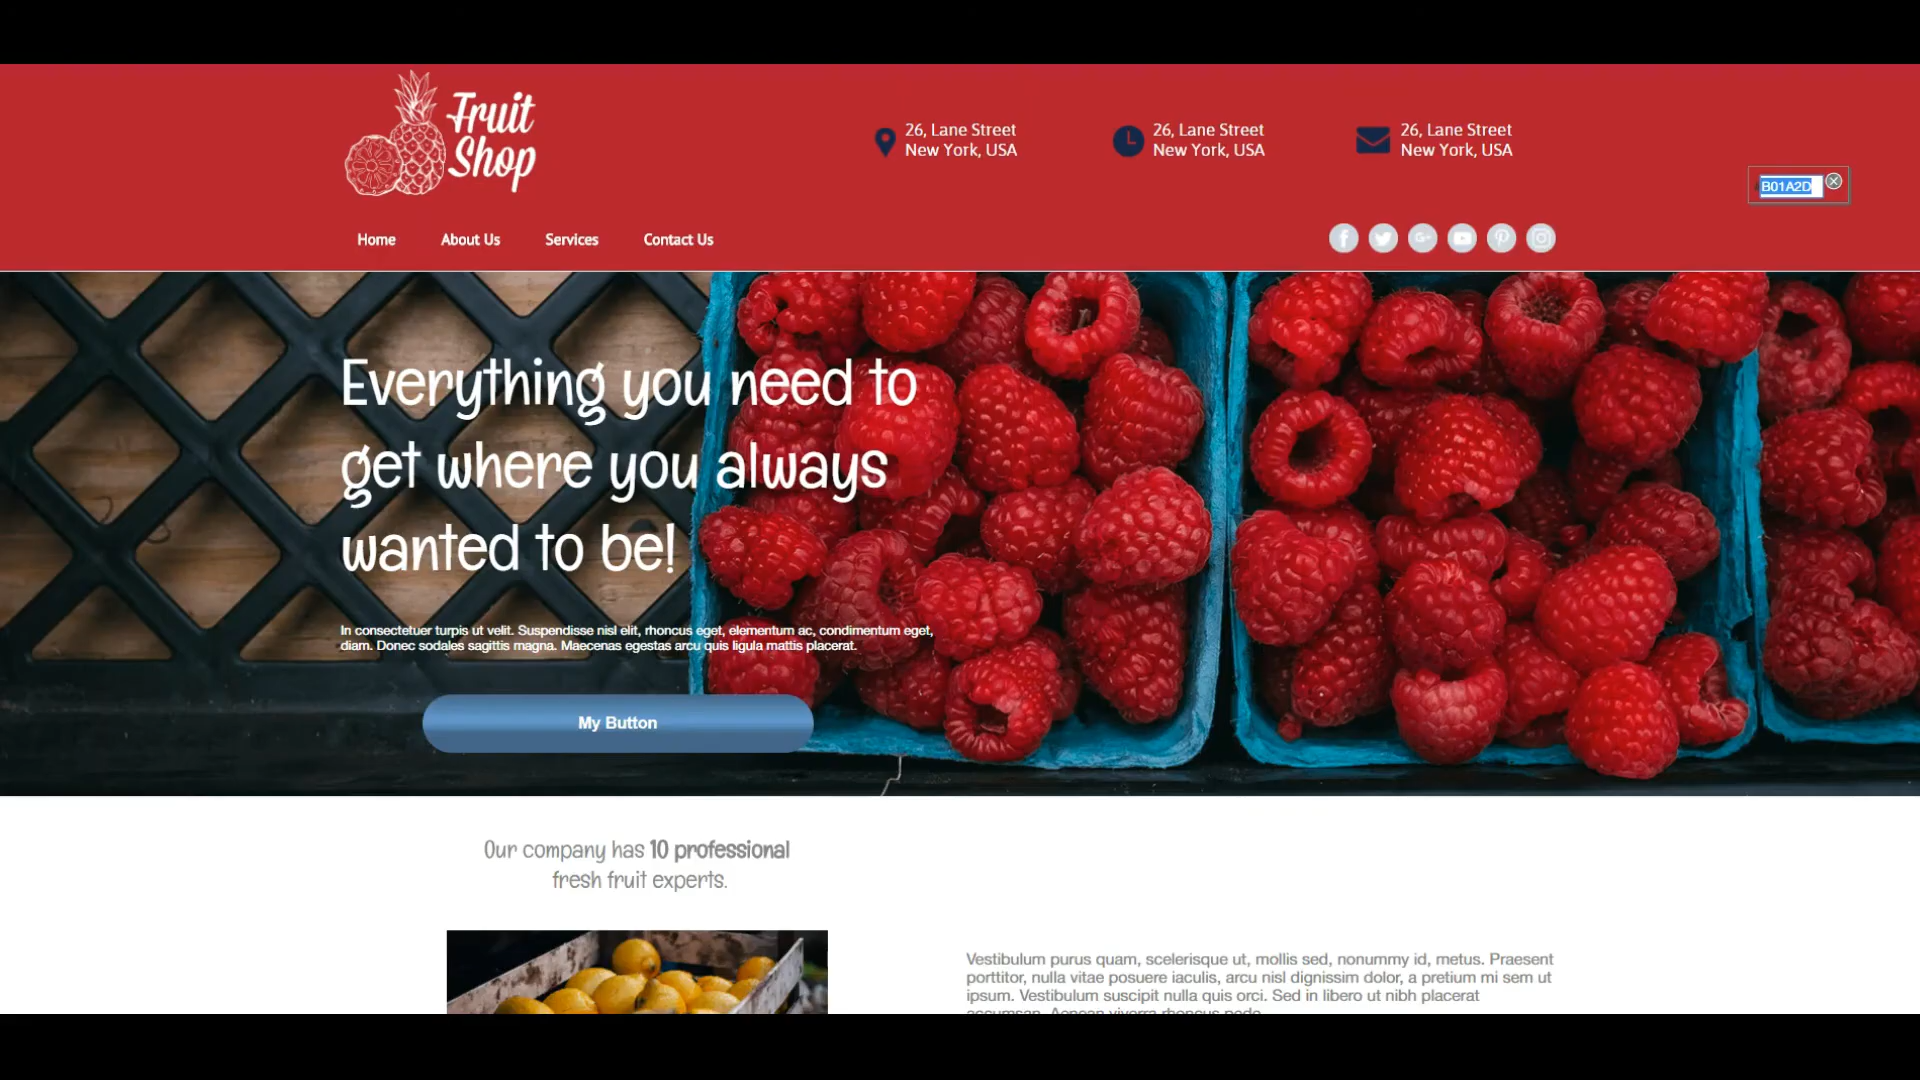 Fruit
Shop
26, Lane Street
New York, USA
26, Lane Street
New York, USA
26, Lane Street
New York, USA
B01A2D
Home
About Us
Services
Contact Us
Everything you need to
get where you always
wanted to be!
In consectetuer turpis ut velit. Suspendisse nisl elit, rhoncus eget, elementum ac, condimentum eget,
diam. Donec sodales sagittis magna. Maecenas egestas arcu quis ligula mattis placerat.
My Button
Our company has 10 professional
fresh fruit experts.
Vestibulum purus quam, scelerisque ut, mollis sed, nonummy id, metus. Praesent
porttitor, nulla vitae posuere iaculis, arcu nisl dignissim dolor, a pretium mi sem ut
ipsum. Vestibulum suscipit nulla quis orci. Sed in libero ut nibh placerat
accumsan. Aenean viverra rhoncus pede.